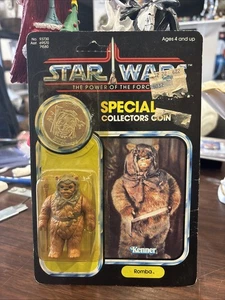 Ages 4 and up
STAR WARS
THE POWER OF THE FORCE
SPECIAL
COLLECTORS COIN
Kenner
Romba